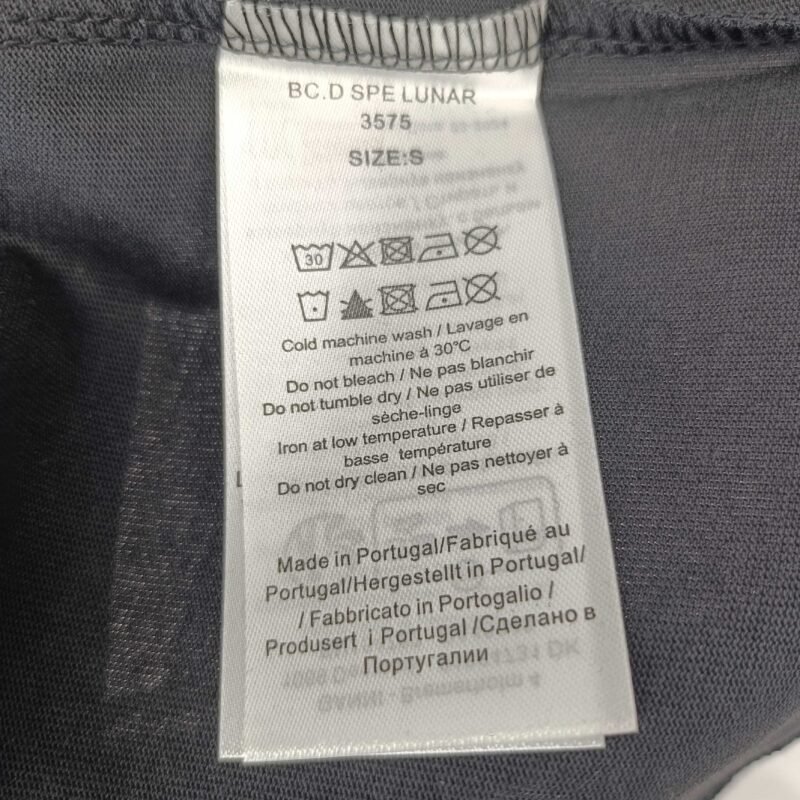 BC.D SPE LUNAR
3575
SIZE:S
30
Cold machine wash / Lavage en
machine à 30°C
Do not bleach / Ne pas blanchir
Do not tumble dry / Ne pas utiliser de
sèche-linge
Iron at low temperature / Repasser à
basse température
Do not dry clean / Ne pas nettoyer à
sec
Made in Portugal/Fabriqué au
Portugal/Hergestellt in Portugal/
/ Fabbricato in Portogalio /
Produsert i Portugal /Сделано в
Португалии